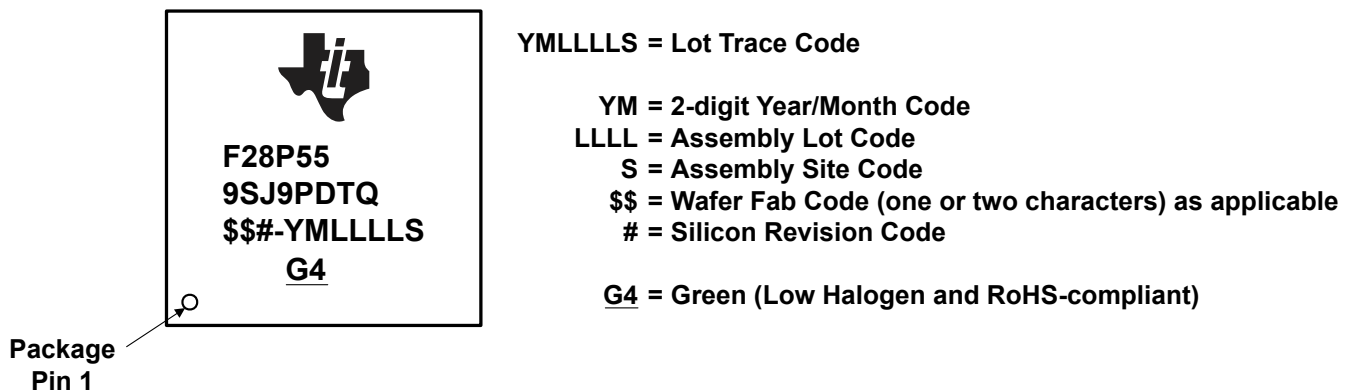 F28P55
9SJ9PDTQ
$$#-YMLLLLS
G4
Package
Pin 1
YMLLLLS = Lot Trace Code
YM = 2-digit Year/Month Code
LLLL = Assembly Lot Code
S = Assembly Site Code
$$ = Wafer Fab Code (one or two characters) as applicable
# = Silicon Revision Code
G4 = Green (Low Halogen and RoHS-compliant)